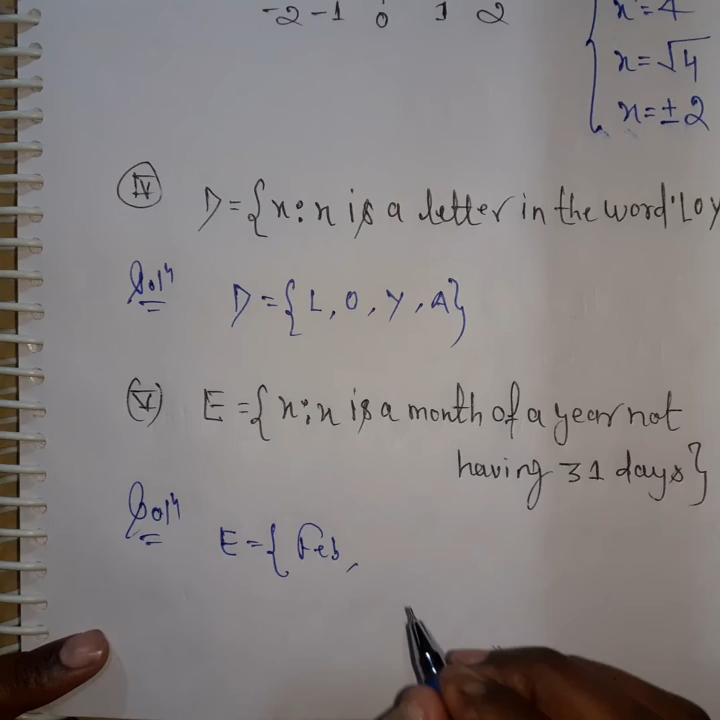 -2 -1 0 1 2
x=4
x=√4
x=±2
(IV) D={x:x is a letter in the word 'LOY
Solⁿ D={L, O, Y, A}
(V) E={x:x is a month of a year not
having 31 days}
Solⁿ E={Feb,